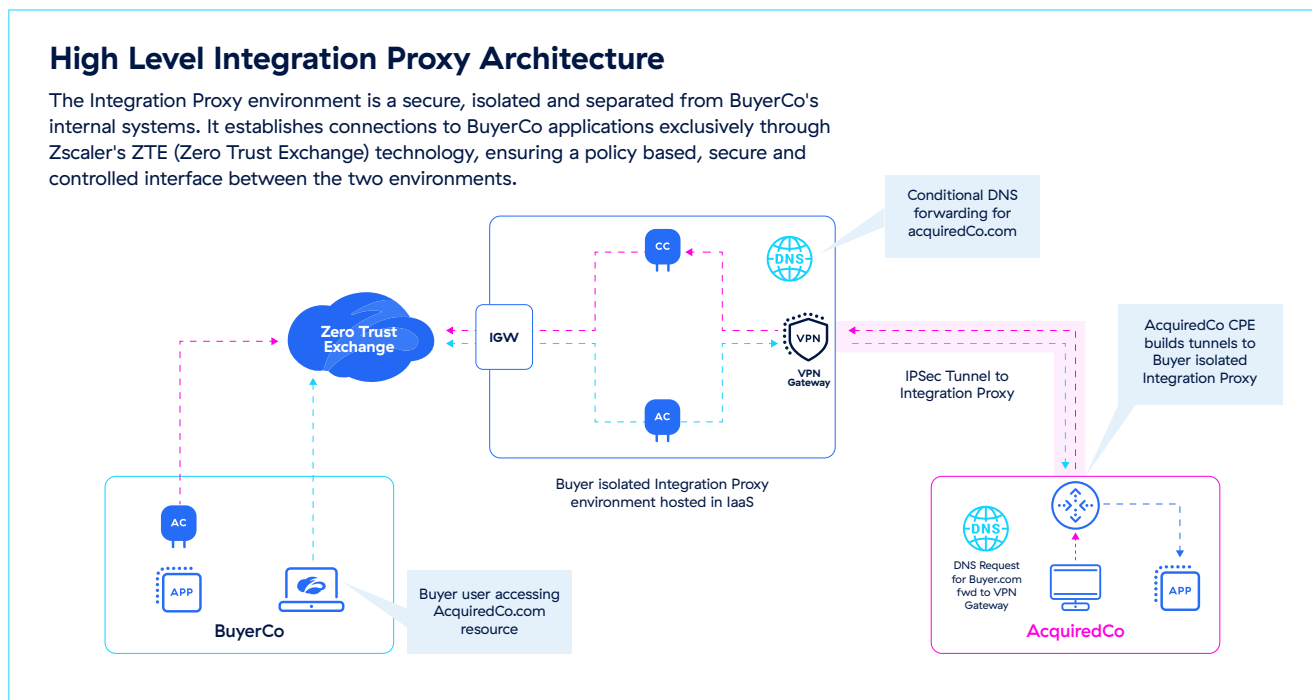 High Level Integration Proxy Architecture
The Integration Proxy environment is a secure, isolated and separated from BuyerCo's
internal systems. It establishes connections to BuyerCo applications exclusively through
Zscaler's ZTE (Zero Trust Exchange) technology, ensuring a policy based, secure and
controlled interface between the two environments.
Conditional DNS
forwarding for
acquiredCo.com
CC
DNS
Zero Trust
Exchange
IGW
VPN
VPN
Gateway
AC
IPSec Tunnel to
Integration Proxy
AcquiredCo CPE
builds tunnels to
Buyer isolated
Integration Proxy
Buyer isolated Integration Proxy
environment hosted in IaaS
AC
APP
BuyerCo
Buyer user accessing
AcquiredCo.com
resource
DNS
DNS Request
for Buyer.com
fwd to VPN
Gateway
APP
AcquiredCo